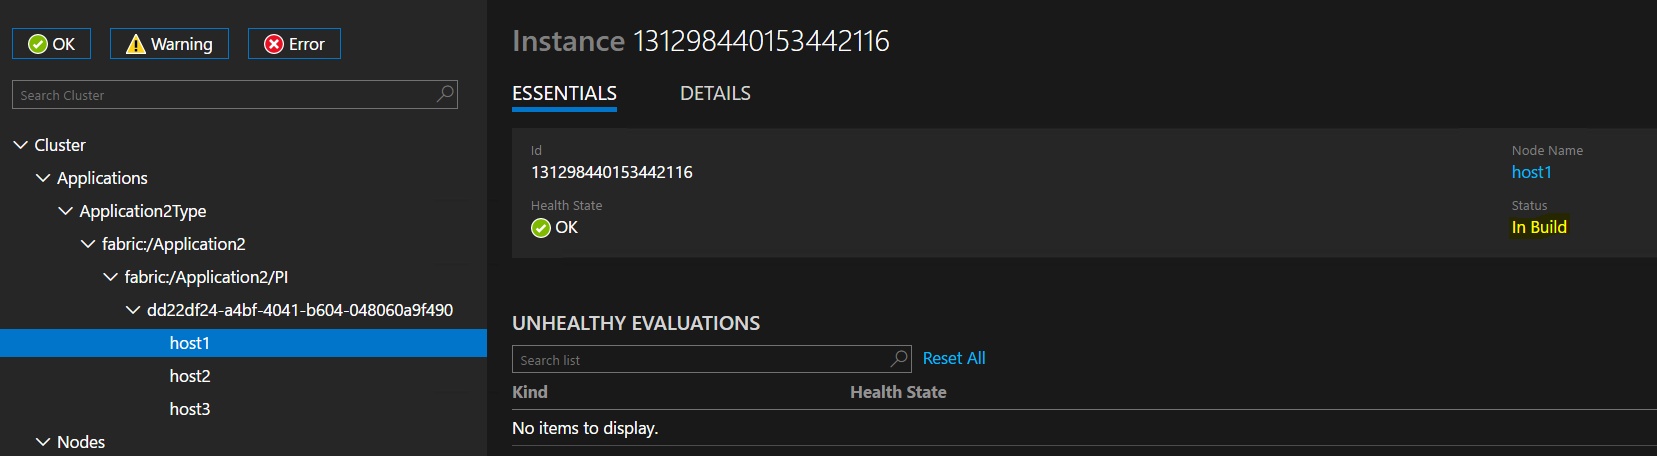 OK Warning Error
Search Cluster
Cluster
Applications
Application2Type
fabric:/Application2
fabric:/Application2/PI
dd22df24-a4bf-4041-b604-048060a9f490
host1
host2
host3
Nodes
Instance 131298440153442116
ESSENTIALS DETAILS
Id
131298440153442116
Health State
OK
Node Name
host1
Status
In Build
UNHEALTHY EVALUATIONS
Search list Reset All
Kind Health State
No items to display.